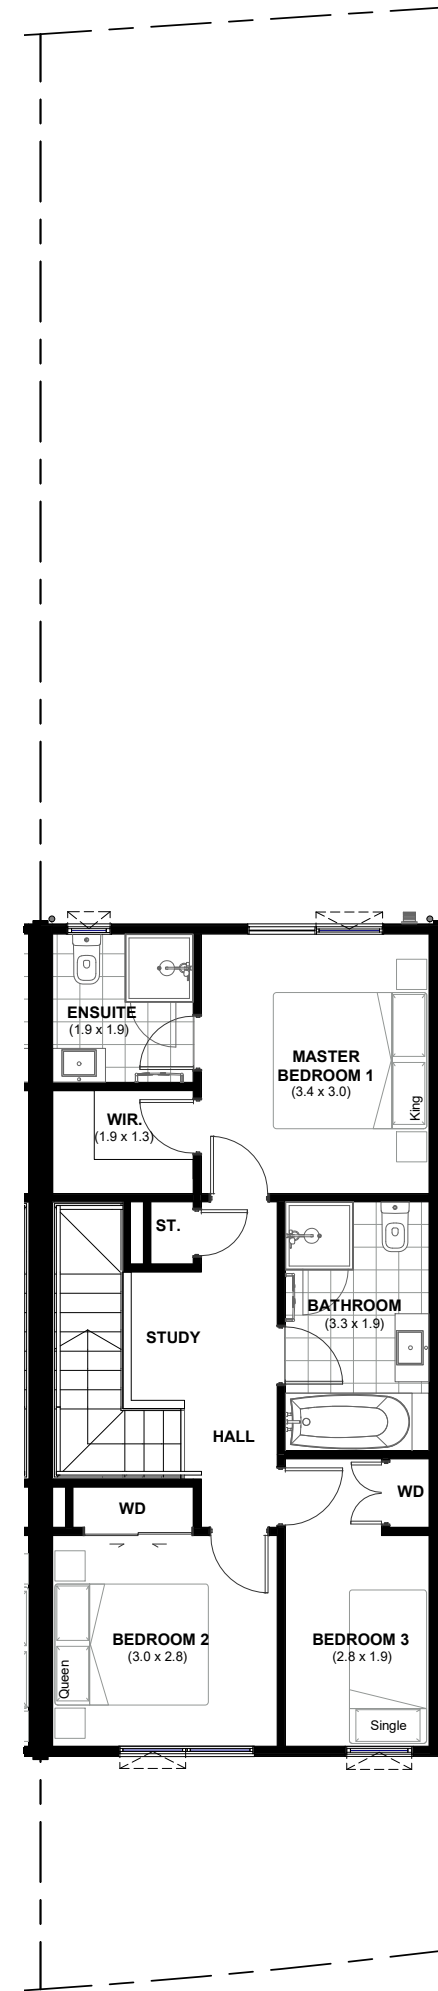 ENSUITE
(1.9 x 1.9)
MASTER
BEDROOM 1
(3.4 x 3.0)
King
WIR.
(1.9 x 1.3)
ST.
BATHROOM
(3.3 x 1.9)
STUDY
HALL
WD
WD
BEDROOM 2
(3.0 x 2.8)
Queen
BEDROOM 3
(2.8 x 1.9)
Single